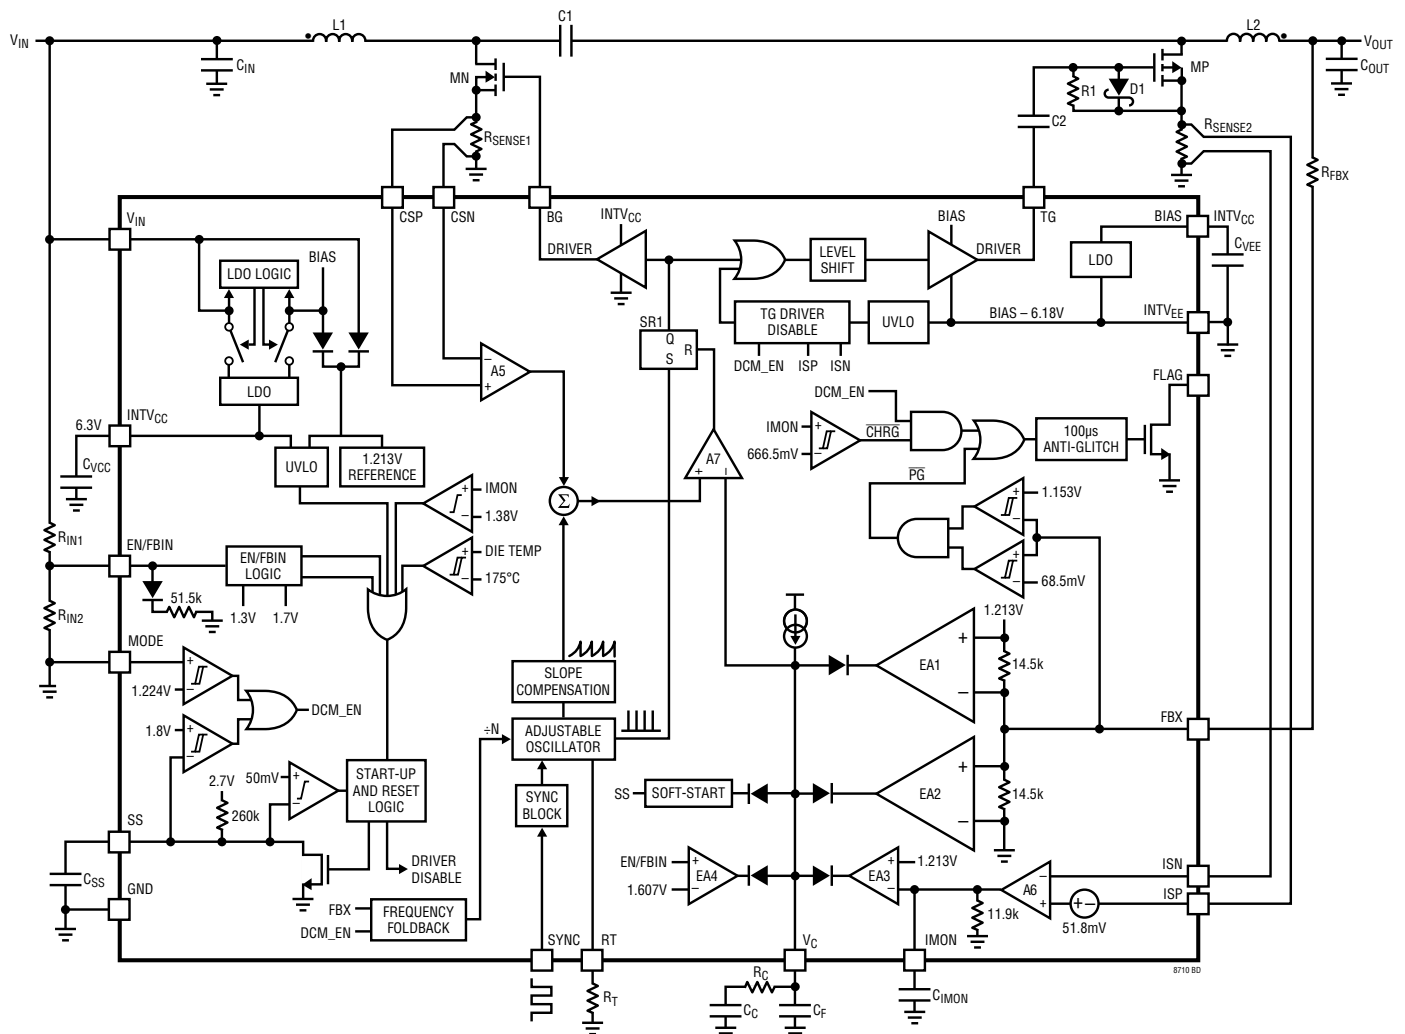 L1
C1
L2
VIN
VOUT
CIN
MN
MP
COUT
R1
D1
C2
RSENSE1
RSENSE2
RFBX
VIN
CSP
CSN
BG
TG
BIAS
INTVCC
INTVCC
BIAS
DRIVER
DRIVER
LEVEL
SHIFT
LDO
CVEE
LDO LOGIC
BIAS
TG DRIVER
DISABLE
UVLO
BIAS – 6.18V
INTVEE
SR1
Q
S
R
DCM_EN
ISP
ISN
LDO
A5
–
+
FLAG
DCM_EN
INTVCC
6.3V
IMON
+
666.5mV
–
CHRG
100µs
ANTI-GLITCH
CVCC
UVLO
1.213V
REFERENCE
A7
+
–
PG
IMON
+
–
1.38V
Σ
+
1.153V
–
DIE TEMP
+
–
175°C
+
–
68.5mV
RIN1
EN/FBIN
EN/FBIN
LOGIC
1.3V
1.7V
51.5k
RIN2
MODE
1.213V
+
EA1
–
14.5k
SLOPE
COMPENSATION
1.224V
+
–
DCM_EN
1.8V
+
–
÷N
ADJUSTABLE
OSCILLATOR
FBX
50mV
+
–
START-UP
AND RESET
LOGIC
2.7V
260k
SYNC
BLOCK
SS
SOFT-START
+
EA2
–
14.5k
SS
CSS
GND
DRIVER
DISABLE
EN/FBIN
+
1.607V
–
EA4
EA3
+
–
1.213V
A6
–
+
ISN
ISP
51.8mV
+
–
11.9k
FBX
DCM_EN
FREQUENCY
FOLDBACK
SYNC
RT
VC
IMON
8710 BD
RT
RC
CC
CF
CIMON